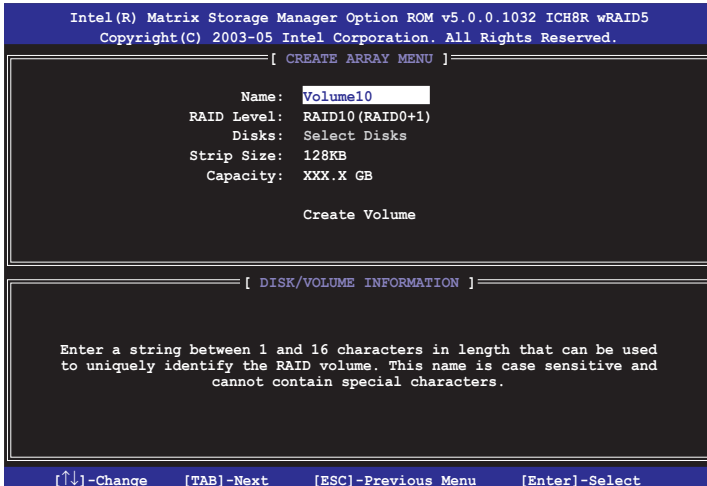 Intel(R) Matrix Storage Manager Option ROM v5.0.0.1032 ICH8R wRAID5
Copyright(C) 2003-05 Intel Corporation. All Rights Reserved.
[ CREATE ARRAY MENU ]
Name: Volume10
RAID Level: RAID10(RAID0+1)
Disks: Select Disks
Strip Size: 128KB
Capacity: XXX.X GB
Create Volume
[ DISK/VOLUME INFORMATION ]
Enter a string between 1 and 16 characters in length that can be used
to uniquely identify the RAID volume. This name is case sensitive and
cannot contain special characters.
[↑↓]-Change [TAB]-Next [ESC]-Previous Menu [Enter]-Select